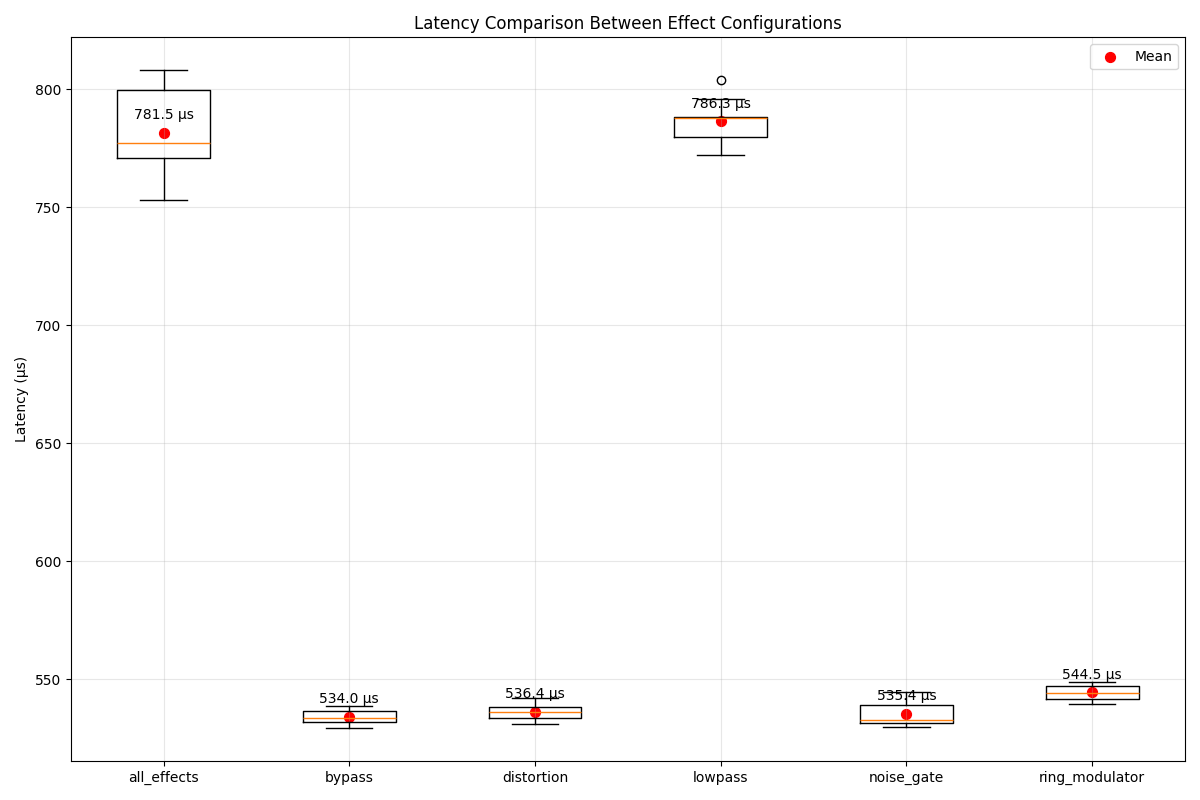 Latency Comparison Between Effect Configurations
Mean
800
750
700
650
600
550
Latency (µs)
781.5 µs
534.0 µs
536.4 µs
786.3 µs
535.4 µs
544.5 µs
all_effects
bypass
distortion
lowpass
noise_gate
ring_modulator